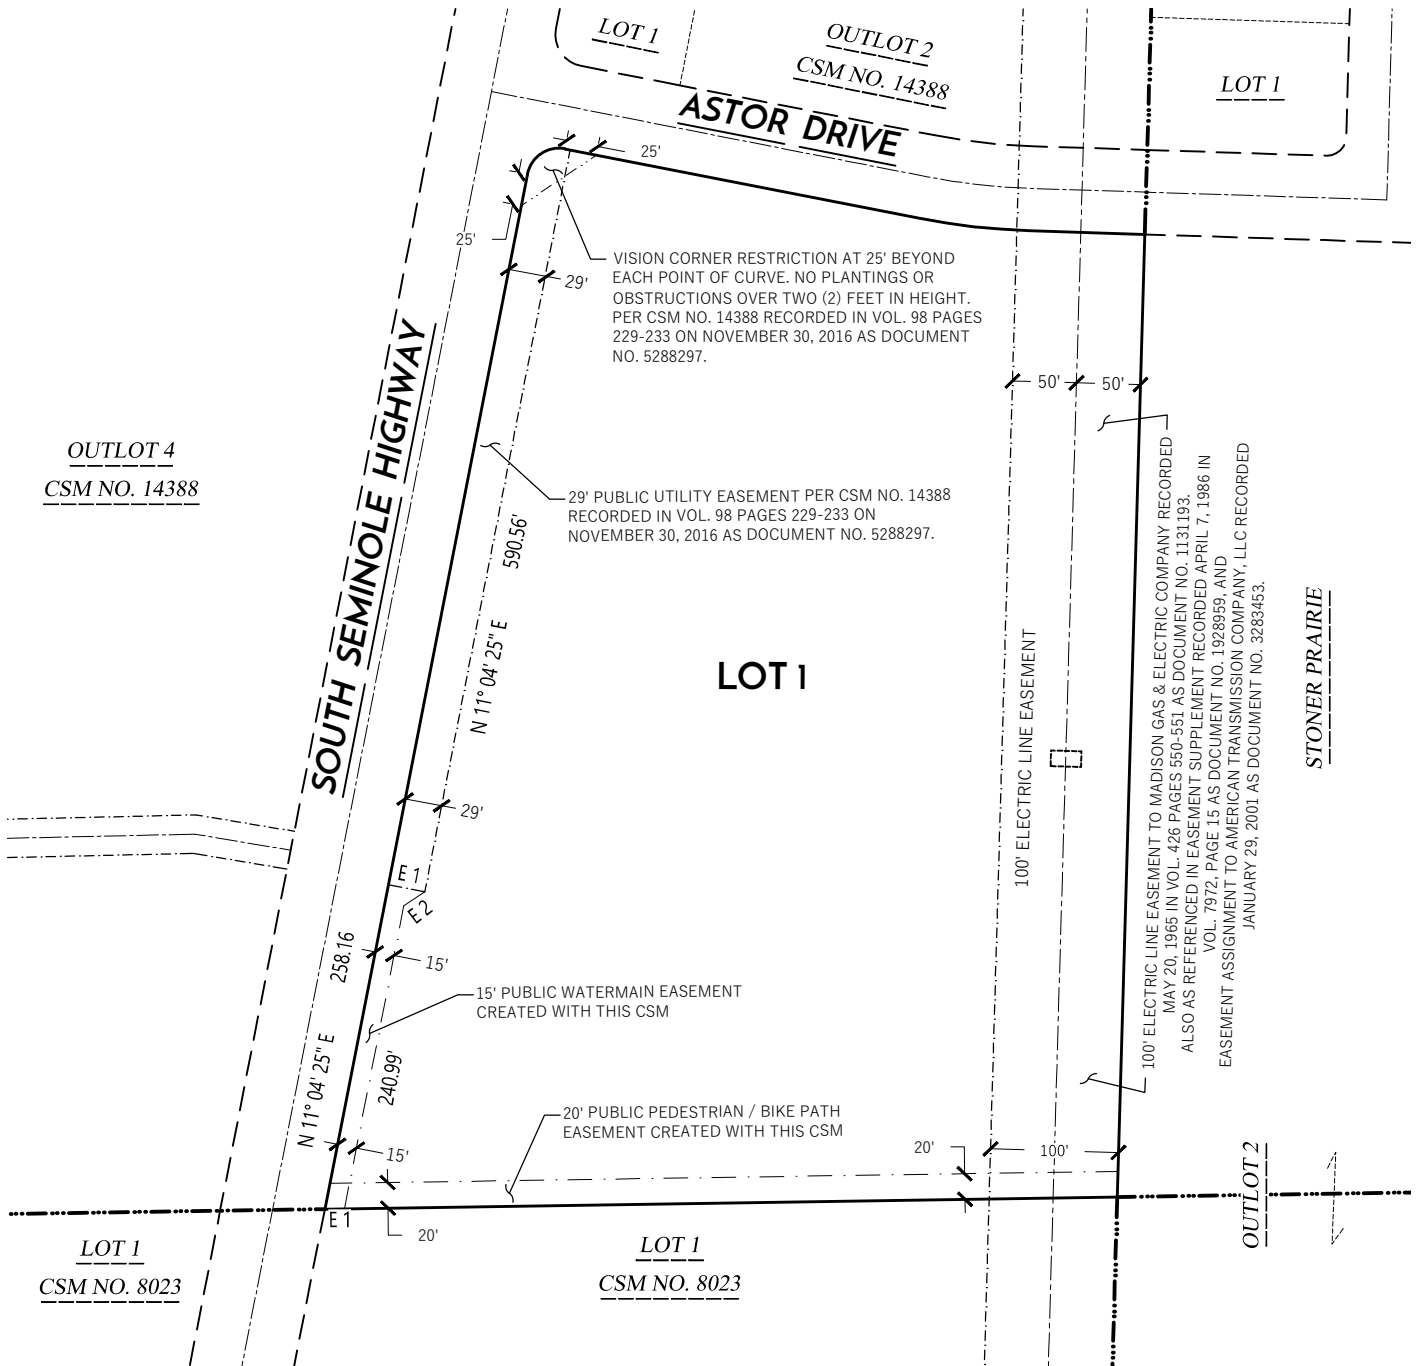 LOT 1
OUTLOT 2
CSM NO. 14388
LOT 1
ASTOR DRIVE
25'
25'
VISION CORNER RESTRICTION AT 25' BEYOND
EACH POINT OF CURVE. NO PLANTINGS OR
OBSTRUCTIONS OVER TWO (2) FEET IN HEIGHT.
PER CSM NO. 14388 RECORDED IN VOL. 98 PAGES
229-233 ON NOVEMBER 30, 2016 AS DOCUMENT
NO. 5288297.
29'
50'
50'
SOUTH SEMINOLE HIGHWAY
OUTLOT 4
CSM NO. 14388
29' PUBLIC UTILITY EASEMENT PER CSM NO. 14388
RECORDED IN VOL. 98 PAGES 229-233 ON
NOVEMBER 30, 2016 AS DOCUMENT NO. 5288297.
N 11° 04' 25" E 590.56'
LOT 1
100' ELECTRIC LINE EASEMENT
100' ELECTRIC LINE EASEMENT TO MADISON GAS & ELECTRIC COMPANY RECORDED
MAY 20, 1965 IN VOL. 426 PAGES 550-551 AS DOCUMENT NO. 1131193.
ALSO AS REFERENCED IN EASEMENT SUPPLEMENT RECORDED APRIL 7, 1986 IN
VOL. 7972, PAGE 15 AS DOCUMENT NO. 1928959, AND
EASEMENT ASSIGNMENT TO AMERICAN TRANSMISSION COMPANY, LLC RECORDED
JANUARY 29, 2001 AS DOCUMENT NO. 3283453.
STONER PRAIRIE
29'
E 1
E 2
N 11° 04' 25" E 258.16
15'
15' PUBLIC WATERMAIN EASEMENT
CREATED WITH THIS CSM
240.99'
20' PUBLIC PEDESTRIAN / BIKE PATH
EASEMENT CREATED WITH THIS CSM
15'
20'
100'
OUTLOT 2
E 1
20'
LOT 1
CSM NO. 8023
LOT 1
CSM NO. 8023